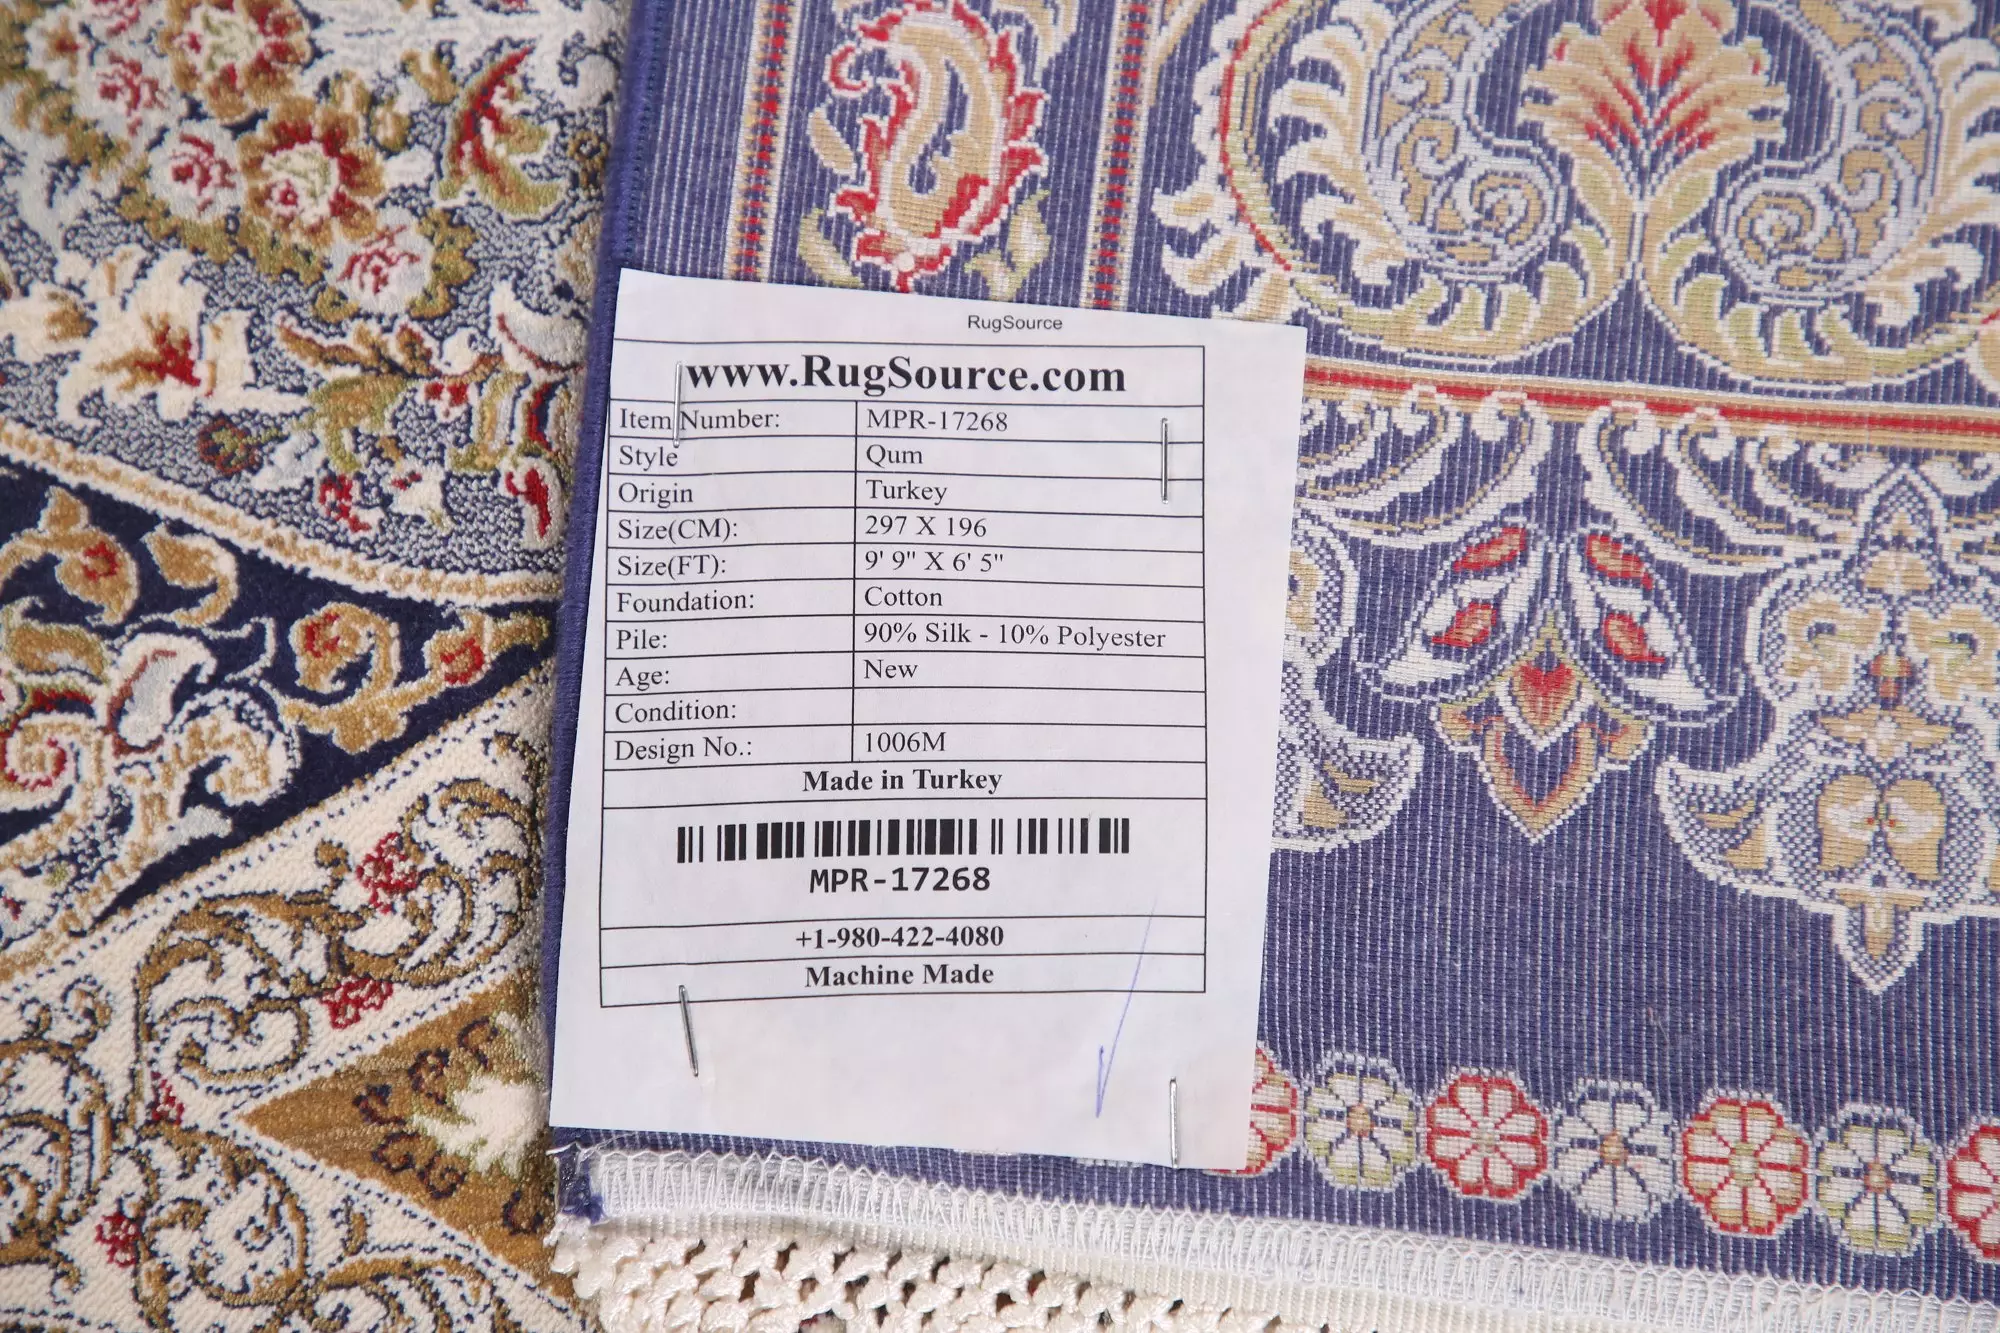 RugSource
www.RugSource.com
Item Number: MPR-17268
Style Qum
Origin Turkey
Size(CM): 297 X 196
Size(FT): 9' 9" X 6' 5"
Foundation: Cotton
Pile: 90% Silk - 10% Polyester
Age: New
Condition:
Design No.: 1006M
Made in Turkey
MPR-17268
+1-980-422-4080
Machine Made